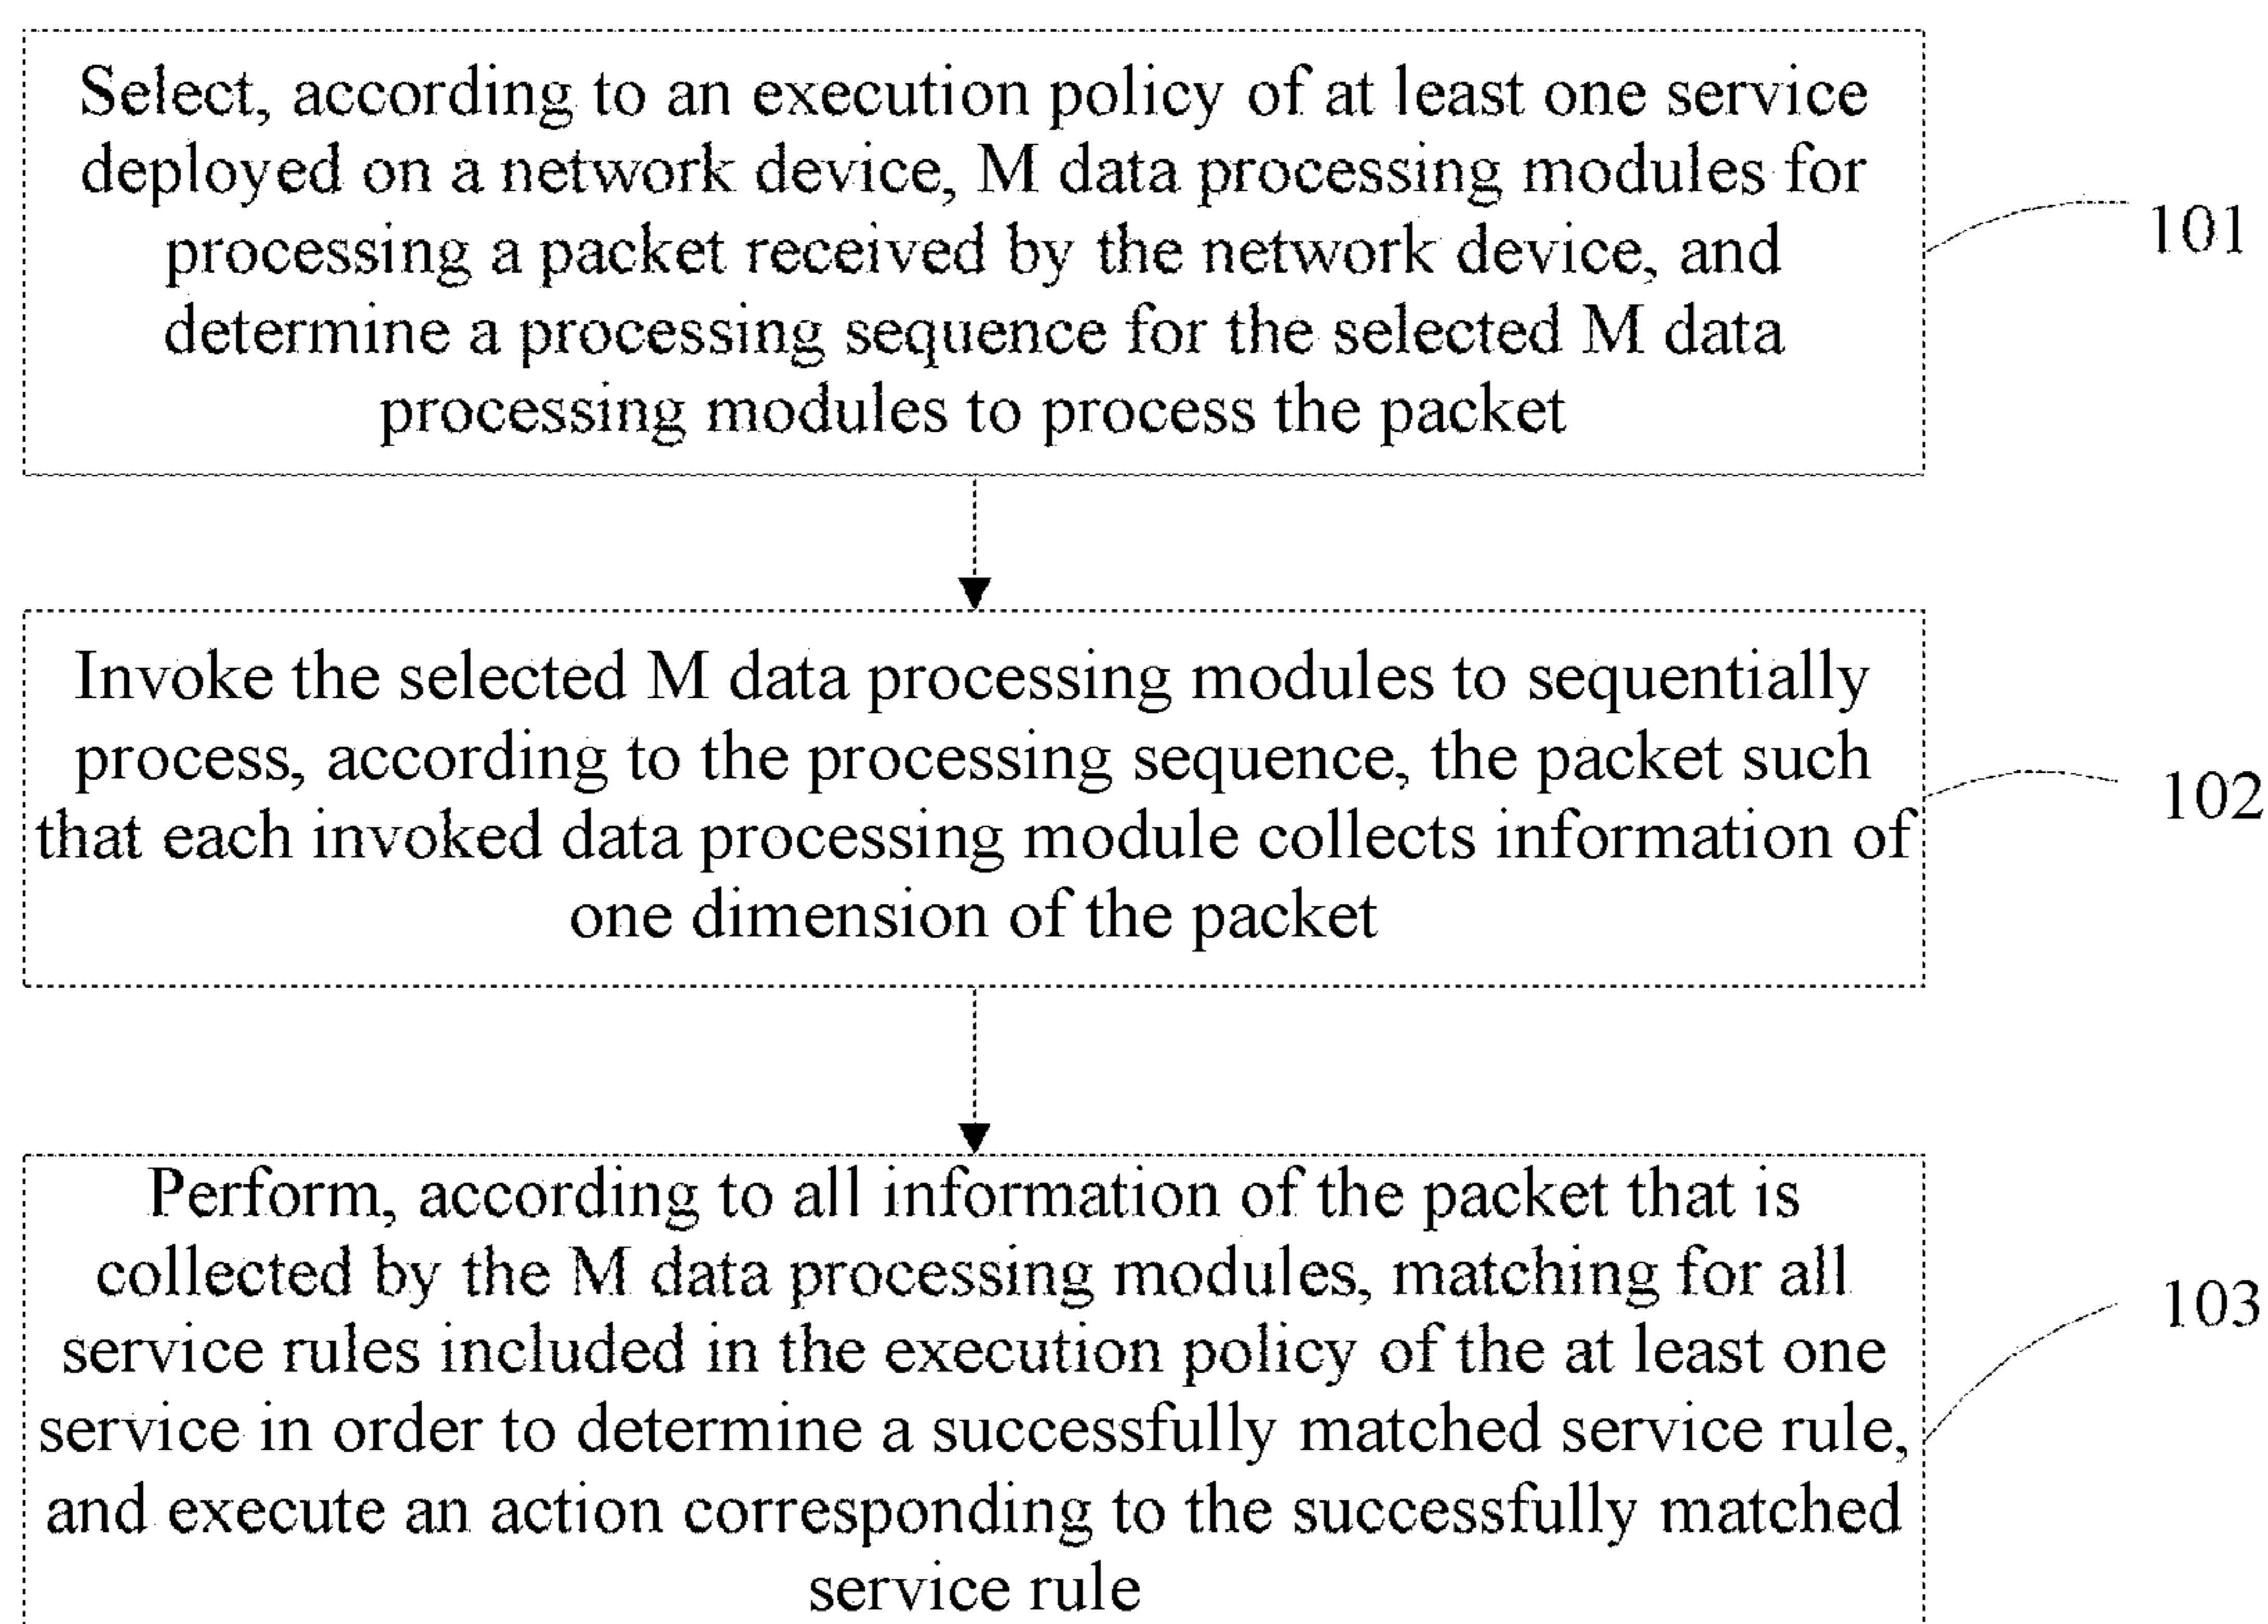 Select, according to an execution policy of at least one service
deployed on a network device, M data processing modules for
processing a packet received by the network device, and
determine a processing sequence for the selected M data
processing modules to process the packet
101
Invoke the selected M data processing modules to sequentially
process, according to the processing sequence, the packet such
that each invoked data processing module collects information of
one dimension of the packet
102
Perform, according to all information of the packet that is
collected by the M data processing modules, matching for all
service rules included in the execution policy of the at least one
service in order to determine a successfully matched service rule,
and execute an action corresponding to the successfully matched
service rule
103